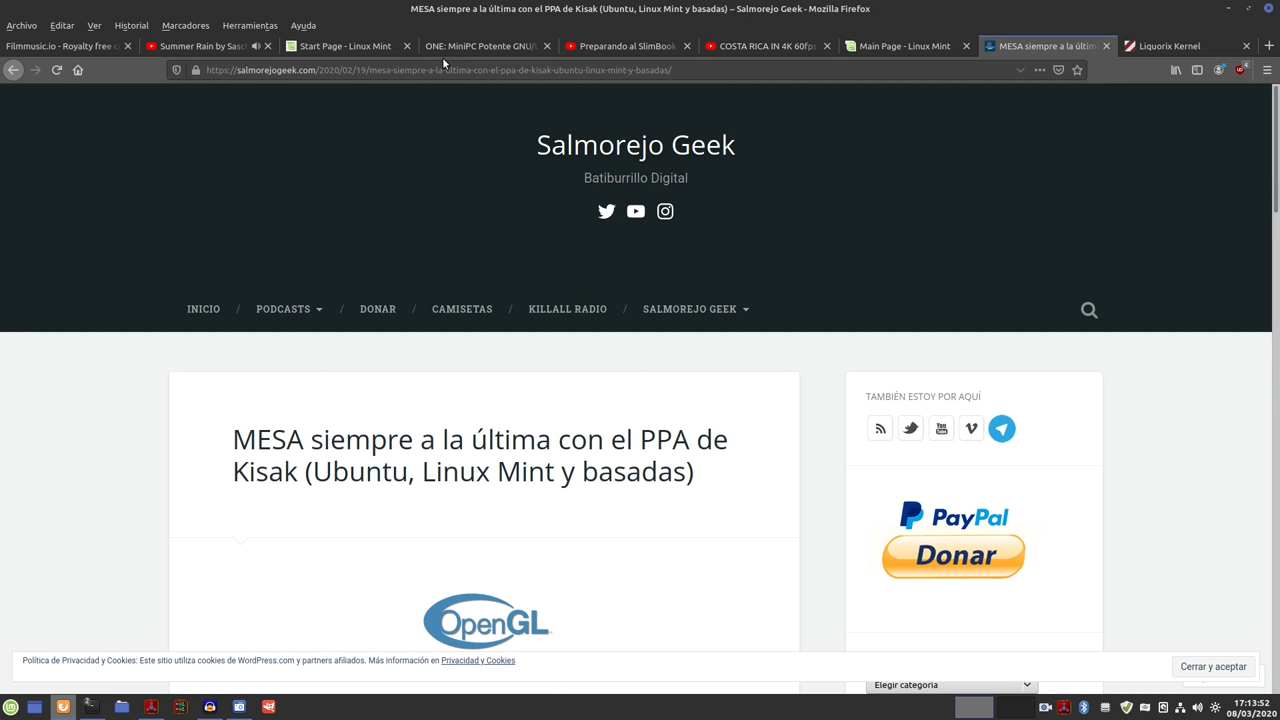 MESA siempre a la última con el PPA de Kisak (Ubuntu, Linux Mint y basadas) – Salmorejo Geek - Mozilla Firefox
Archivo Editar Ver Historial Marcadores Herramientas Ayuda
Filmmusic.io - Royalty free c
Summer Rain by Sasch
Start Page - Linux Mint
ONE: MiniPC Potente GNU/L
Preparando al SlimBook
COSTA RICA IN 4K 60fps
Main Page - Linux Mint
MESA siempre a la última
Liquorix Kernel
https://salmorejogeek.com/2020/02/19/mesa-siempre-a-la-ultima-con-el-ppa-de-kisak-ubuntu-linux-mint-y-basadas/
4
Salmorejo Geek
Batiburrillo Digital
INICIO / PODCASTS / DONAR / CAMISETAS / KILLALL RADIO / SALMOREJO GEEK
MESA siempre a la última con el PPA de
Kisak (Ubuntu, Linux Mint y basadas)
OpenGL
TAMBIÉN ESTOY POR AQUÍ
You
Tube
PayPal
Donar
Elegir categoría
Política de Privacidad y Cookies: Este sitio utiliza cookies de WordPress.com y partners afiliados. Más información en Privacidad y Cookies
Cerrar y aceptar
17:13:52
08/03/2020